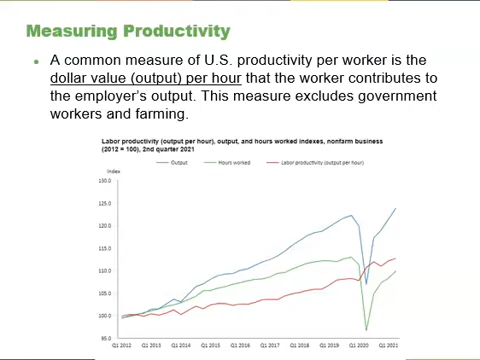 Measuring Productivity
• A common measure of U.S. productivity per worker is the
dollar value (output) per hour that the worker contributes to
the employer's output. This measure excludes government
workers and farming.
Labor productivity (output per hour), output, and hours worked indexes, nonfarm business
(2012 = 100), 2nd quarter 2021
Output Hours worked Labor productivity (output per hour)
Index
130.0
125.0
120.0
115.0
110.0
105.0
100.0
95.0
Q1 2012 Q1 2013 Q1 2014 Q1 2015 Q1 2016 Q1 2017 Q1 2018 Q1 2019 Q1 2020 Q1 2021